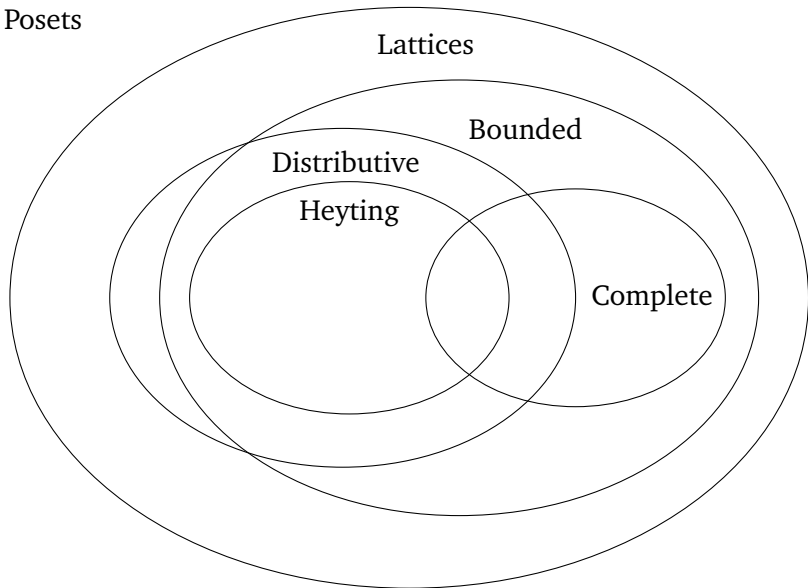 Posets
Lattices
Bounded
Distributive
Heyting
Complete